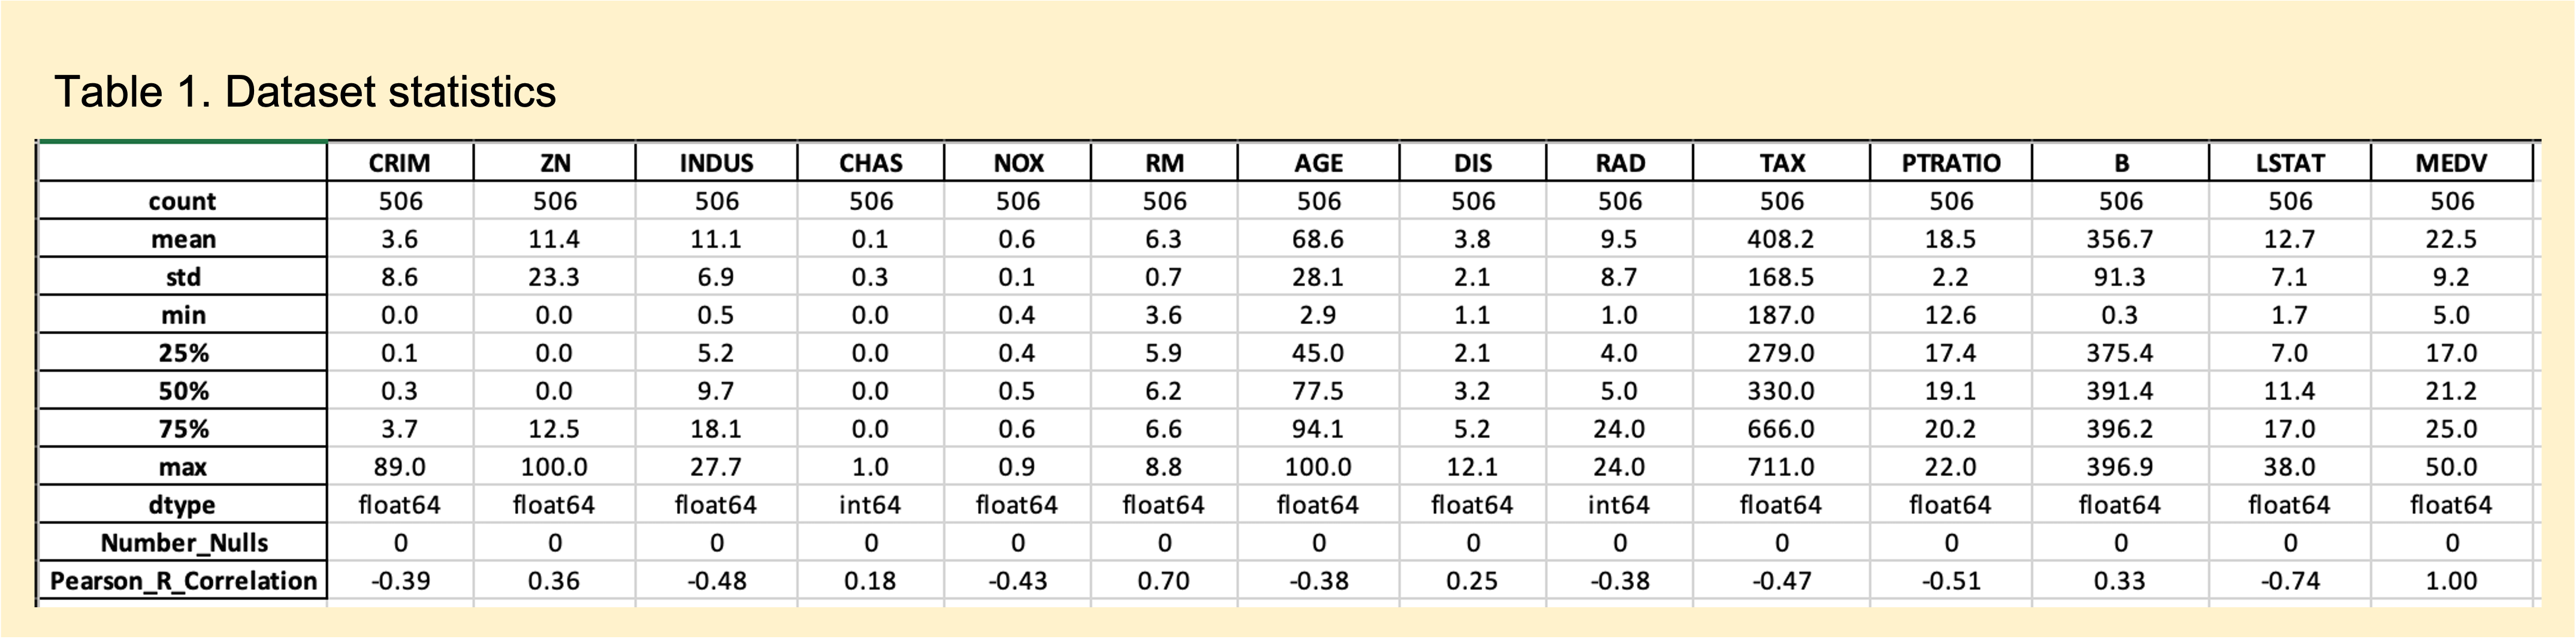 Table 1. Dataset statistics
CRIM ZN INDUS CHAS NOX RM AGE DIS RAD TAX PTRATIO B LSTAT MEDV
count 506 506 506 506 506 506 506 506 506 506 506 506 506 506
mean 3.6 11.4 11.1 0.1 0.6 6.3 68.6 3.8 9.5 408.2 18.5 356.7 12.7 22.5
std 8.6 23.3 6.9 0.3 0.1 0.7 28.1 2.1 8.7 168.5 2.2 91.3 7.1 9.2
min 0.0 0.0 0.5 0.0 0.4 3.6 2.9 1.1 1.0 187.0 12.6 0.3 1.7 5.0
25% 0.1 0.0 5.2 0.0 0.4 5.9 45.0 2.1 4.0 279.0 17.4 375.4 7.0 17.0
50% 0.3 0.0 9.7 0.0 0.5 6.2 77.5 3.2 5.0 330.0 19.1 391.4 11.4 21.2
75% 3.7 12.5 18.1 0.0 0.6 6.6 94.1 5.2 24.0 666.0 20.2 396.2 17.0 25.0
max 89.0 100.0 27.7 1.0 0.9 8.8 100.0 12.1 24.0 711.0 22.0 396.9 38.0 50.0
dtype float64 float64 float64 int64 float64 float64 float64 float64 int64 float64 float64 float64 float64 float64
Number_Nulls 0 0 0 0 0 0 0 0 0 0 0 0 0 0
Pearson_R_Correlation -0.39 0.36 -0.48 0.18 -0.43 0.70 -0.38 0.25 -0.38 -0.47 -0.51 0.33 -0.74 1.00